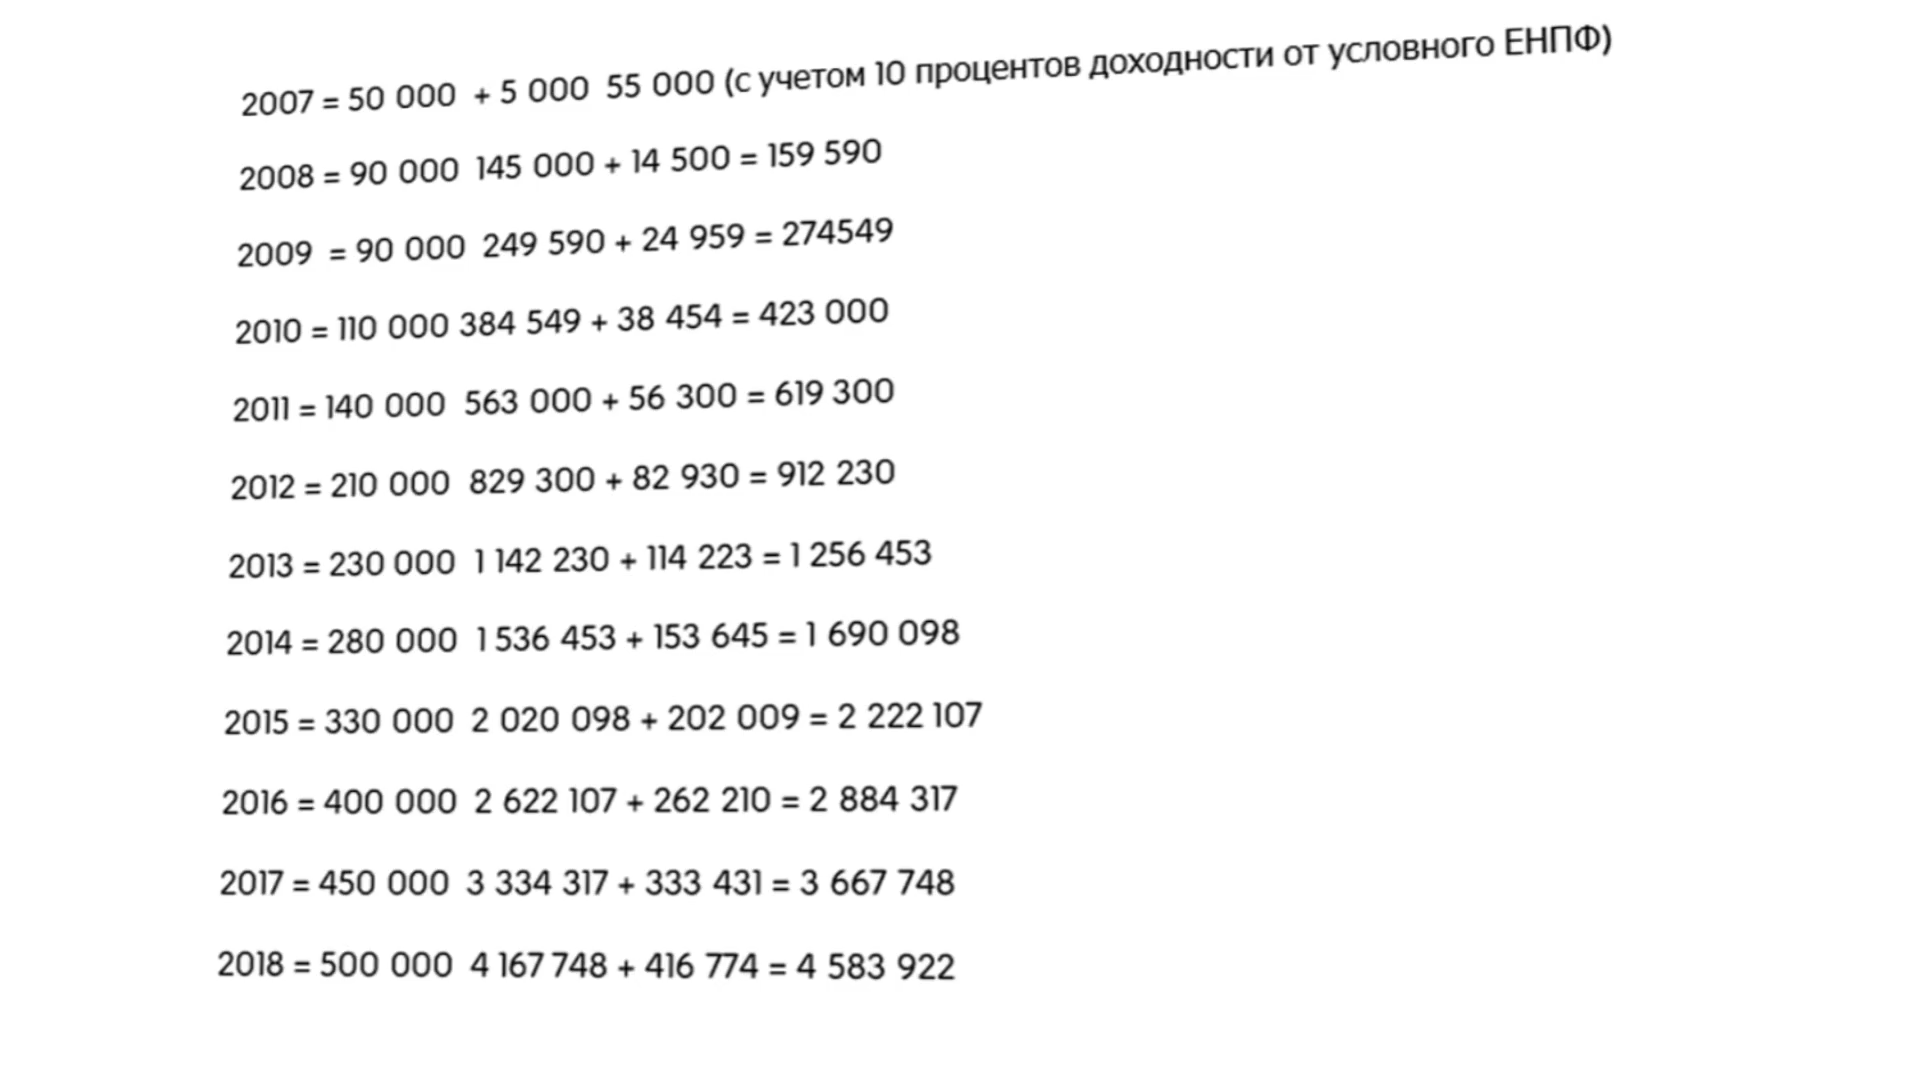 2007 = 50 000 + 5 000 55 000 (с учетом 10 процентов доходности от условного ЕНПФ)
2008 = 90 000 145 000 + 14 500 = 159 590
2009 = 90 000 249 590 + 24 959 = 274549
2010 = 110 000 384 549 + 38 454 = 423 000
2011 = 140 000 563 000 + 56 300 = 619 300
2012 = 210 000 829 300 + 82 930 = 912 230
2013 = 230 000 1 142 230 + 114 223 = 1 256 453
2014 = 280 000 1 536 453 + 153 645 = 1 690 098
2015 = 330 000 2 020 098 + 202 009 = 2 222 107
2016 = 400 000 2 622 107 + 262 210 = 2 884 317
2017 = 450 000 3 334 317 + 333 431 = 3 667 748
2018 = 500 000 4 167 748 + 416 774 = 4 583 922